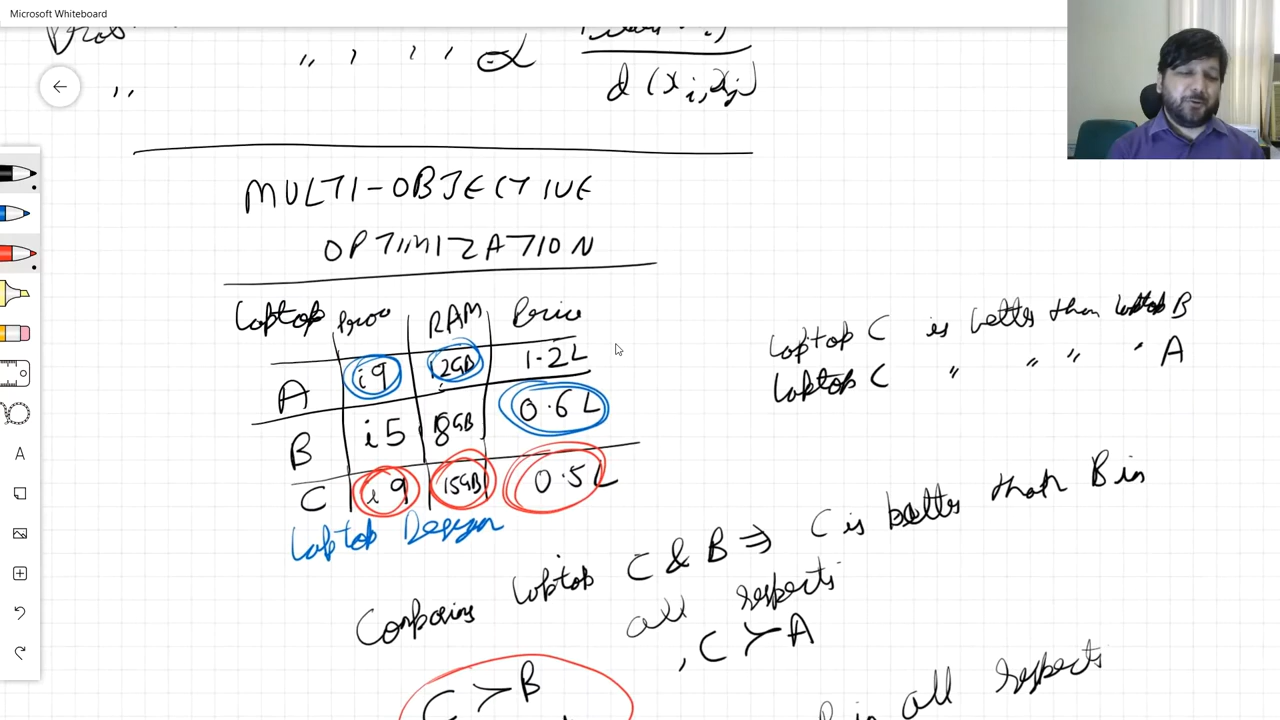 Microsoft Whiteboard
Prob
" " " " ∝
d (xi, xj)
"
MULTI-OBJECTIVE
OPTIMIZATION
Laptop Proc RAM Price
A i9 12GB 1.2L
B i5 8GB 0.6L
C i9 15GB 0.5L
Laptop Design
Laptop C is better than Laptop B
Laptop C " " " " A
Comparing Laptop C & B ⇒ C is better than B in
all respects
, C ≻ A
C ≻ B
B in all respects
A